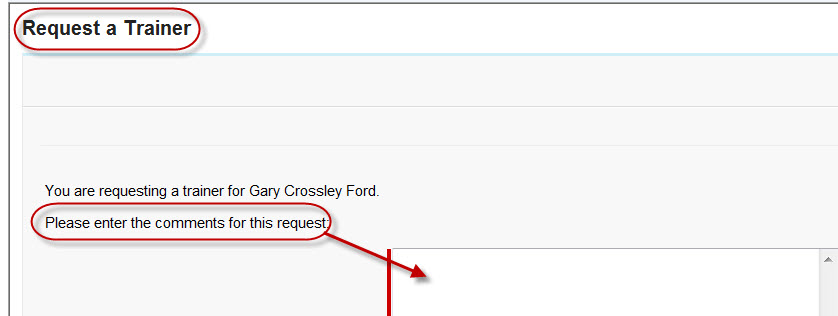 Request a Trainer
You are requesting a trainer for Gary Crossley Ford.
Please enter the comments for this request: